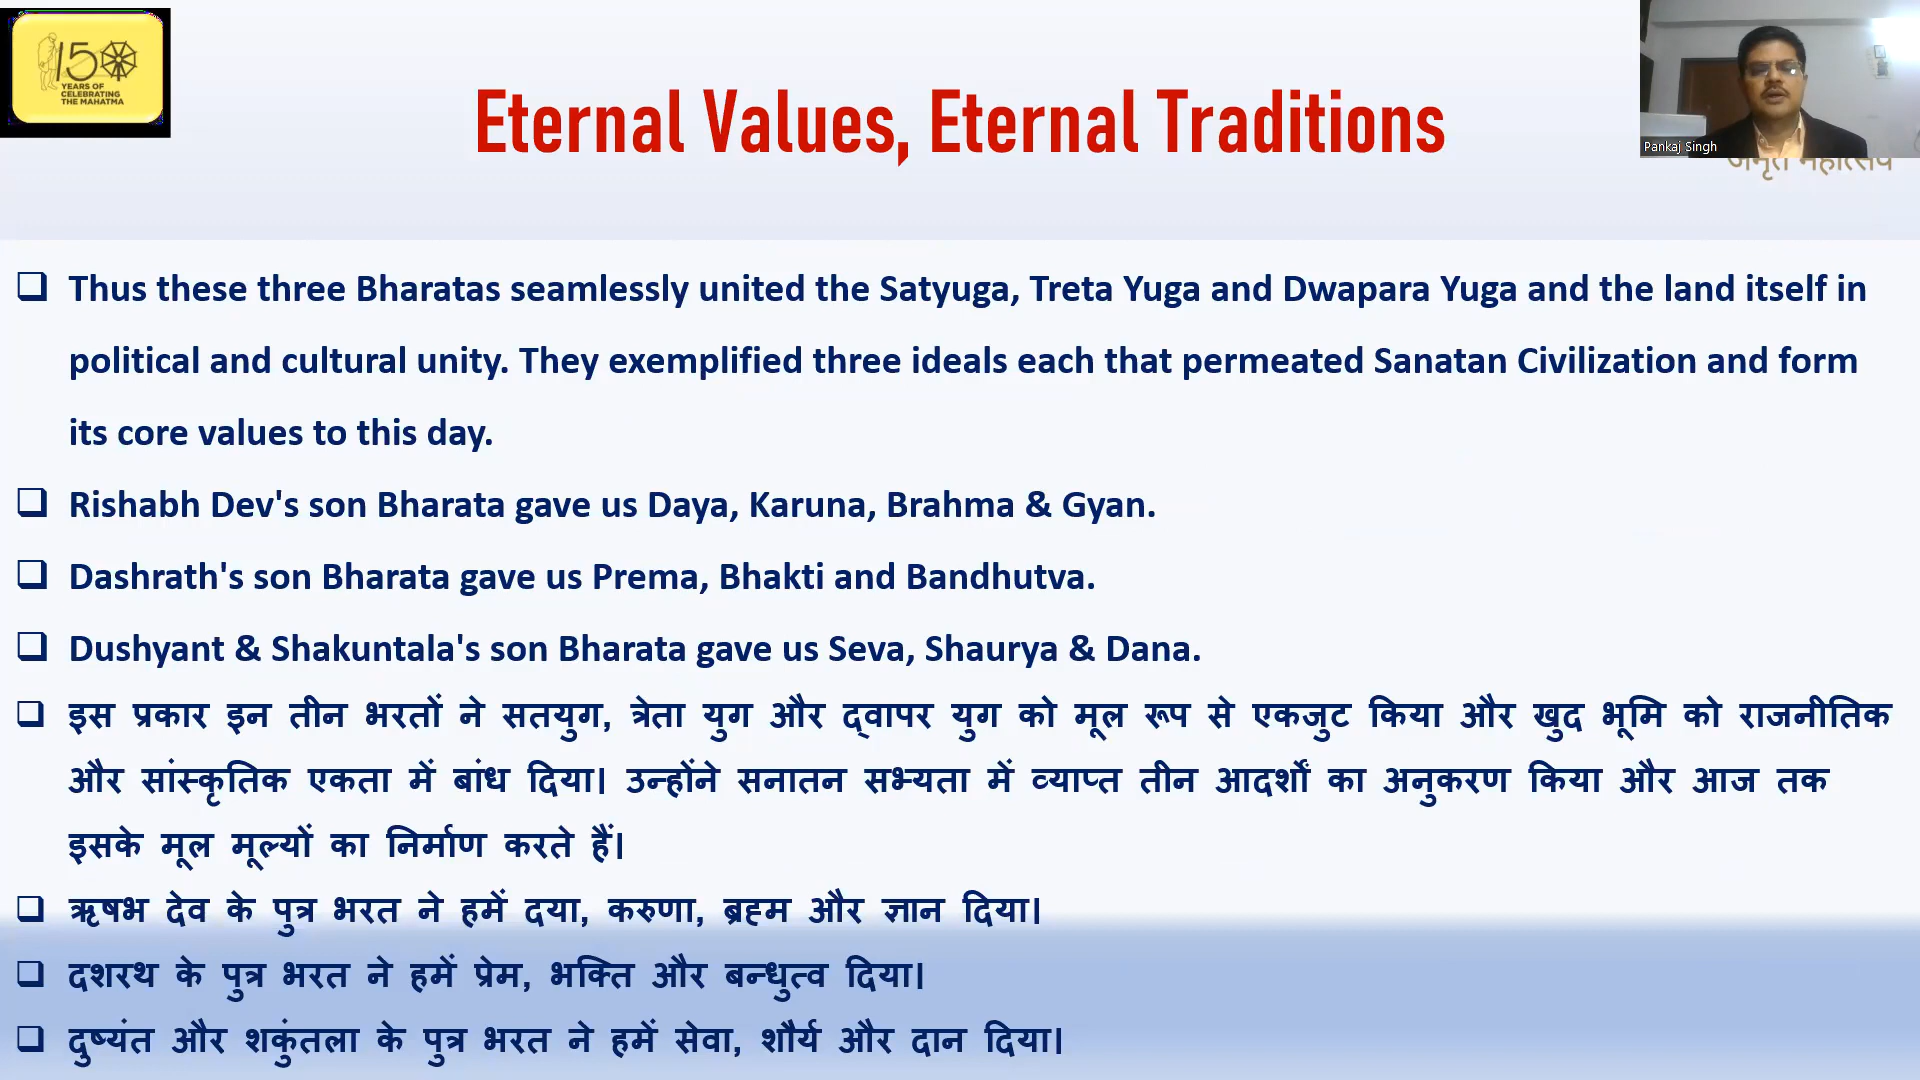 150
YEARS OF
CELEBRATING
THE MAHATMA
Eternal Values, Eternal Traditions
Pankaj Singh
अमृत महोत्सव
Thus these three Bharatas seamlessly united the Satyuga, Treta Yuga and Dwapara Yuga and the land itself in
political and cultural unity. They exemplified three ideals each that permeated Sanatan Civilization and form
its core values to this day.
Rishabh Dev's son Bharata gave us Daya, Karuna, Brahma & Gyan.
Dashrath's son Bharata gave us Prema, Bhakti and Bandhutva.
Dushyant & Shakuntala's son Bharata gave us Seva, Shaurya & Dana.
इस प्रकार इन तीन भरतों ने सतयुग, त्रेता युग और द्वापर युग को मूल रूप से एकजुट किया और खुद भूमि को राजनीतिक
और सांस्कृतिक एकता में बांध दिया। उन्होंने सनातन सभ्यता में व्याप्त तीन आदर्शों का अनुकरण किया और आज तक
इसके मूल मूल्यों का निर्माण करते हैं।
ऋषभ देव के पुत्र भरत ने हमें दया, करुणा, ब्रह्म और ज्ञान दिया।
दशरथ के पुत्र भरत ने हमें प्रेम, भक्ति और बन्धुत्व दिया।
दुष्यंत और शकुंतला के पुत्र भरत ने हमें सेवा, शौर्य और दान दिया।